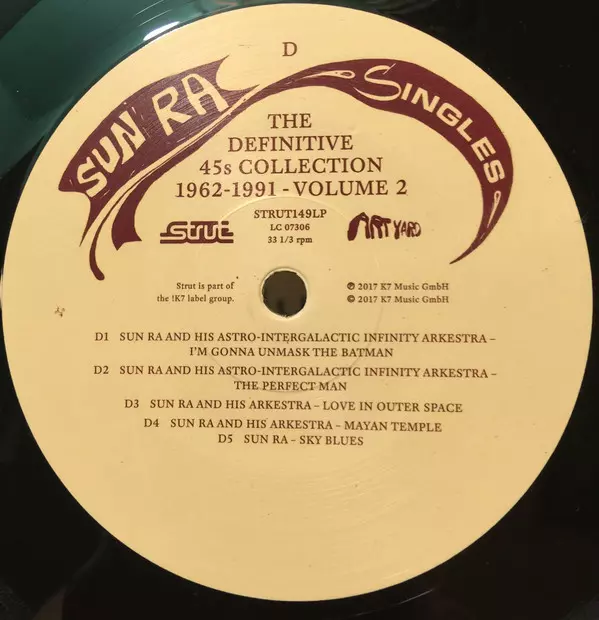 D
SUN RA SINGLES
THE
DEFINITIVE
45s COLLECTION
1962-1991 - VOLUME 2
STRUT149LP
LC 07306
33 1/3 rpm
Strut
ART YARD
Strut is part of
the !K7 label group.
℗ 2017 K7 Music GmbH
© 2017 K7 Music GmbH
D1 SUN RA AND HIS ASTRO-INTERGALACTIC INFINITY ARKESTRA –
I'M GONNA UNMASK THE BATMAN
D2 SUN RA AND HIS ASTRO-INTERGALACTIC INFINITY ARKESTRA –
THE PERFECT MAN
D3 SUN RA AND HIS ARKESTRA – LOVE IN OUTER SPACE
D4 SUN RA AND HIS ARKESTRA – MAYAN TEMPLE
D5 SUN RA – SKY BLUES